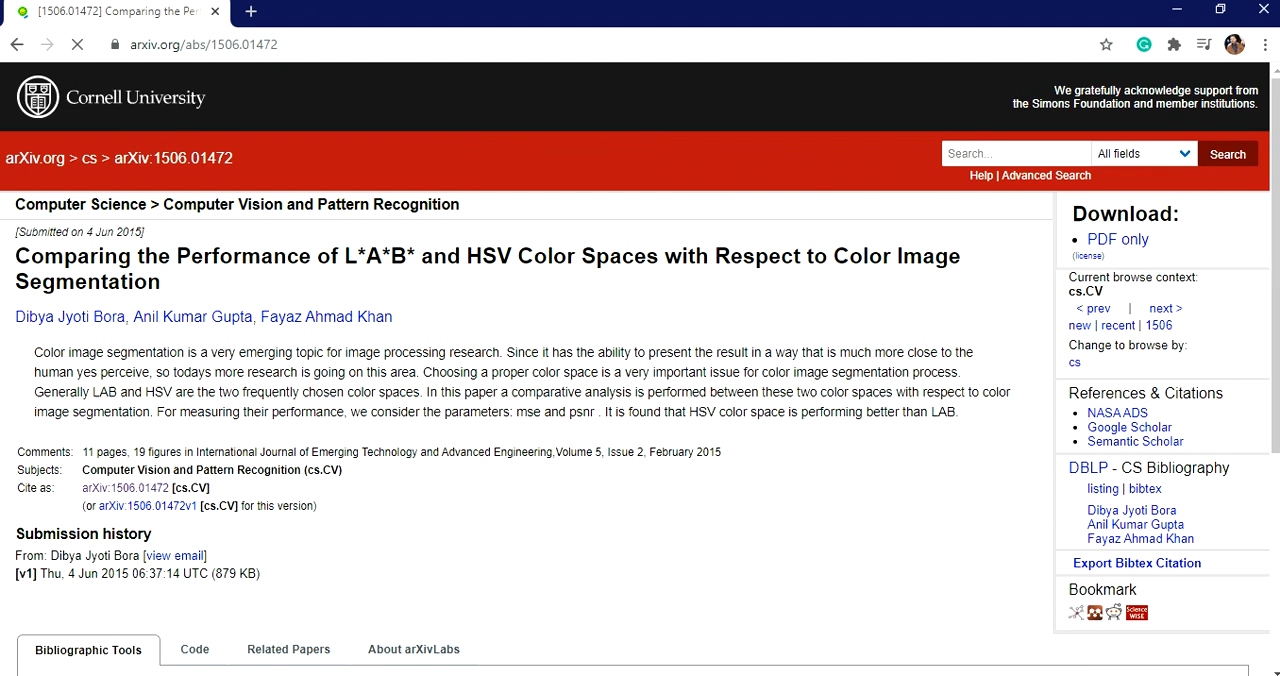 [1506.01472] Comparing the Per
arxiv.org/abs/1506.01472
Cornell University
We gratefully acknowledge support from
the Simons Foundation and member institutions.
arXiv.org > cs > arXiv:1506.01472
Search...
All fields
Search
Help | Advanced Search
Computer Science > Computer Vision and Pattern Recognition
[Submitted on 4 Jun 2015]
Comparing the Performance of L*A*B* and HSV Color Spaces with Respect to Color Image
Segmentation
Dibya Jyoti Bora, Anil Kumar Gupta, Fayaz Ahmad Khan
Color image segmentation is a very emerging topic for image processing research. Since it has the ability to present the result in a way that is much more close to the
human yes perceive, so todays more research is going on this area. Choosing a proper color space is a very important issue for color image segmentation process.
Generally LAB and HSV are the two frequently chosen color spaces. In this paper a comparative analysis is performed between these two color spaces with respect to color
image segmentation. For measuring their performance, we consider the parameters: mse and psnr . It is found that HSV color space is performing better than LAB.
Comments: 11 pages, 19 figures in International Journal of Emerging Technology and Advanced Engineering,Volume 5, Issue 2, February 2015
Subjects: Computer Vision and Pattern Recognition (cs.CV)
Cite as: arXiv:1506.01472 [cs.CV]
(or arXiv:1506.01472v1 [cs.CV] for this version)
Submission history
From: Dibya Jyoti Bora [view email]
[v1] Thu, 4 Jun 2015 06:37:14 UTC (879 KB)
Bibliographic Tools
Code
Related Papers
About arXivLabs
Download:
PDF only
(license)
Current browse context:
cs.CV
< prev | next >
new | recent | 1506
Change to browse by:
cs
References & Citations
NASA ADS
Google Scholar
Semantic Scholar
DBLP - CS Bibliography
listing | bibtex
Dibya Jyoti Bora
Anil Kumar Gupta
Fayaz Ahmad Khan
Export Bibtex Citation
Bookmark
Science
WISE